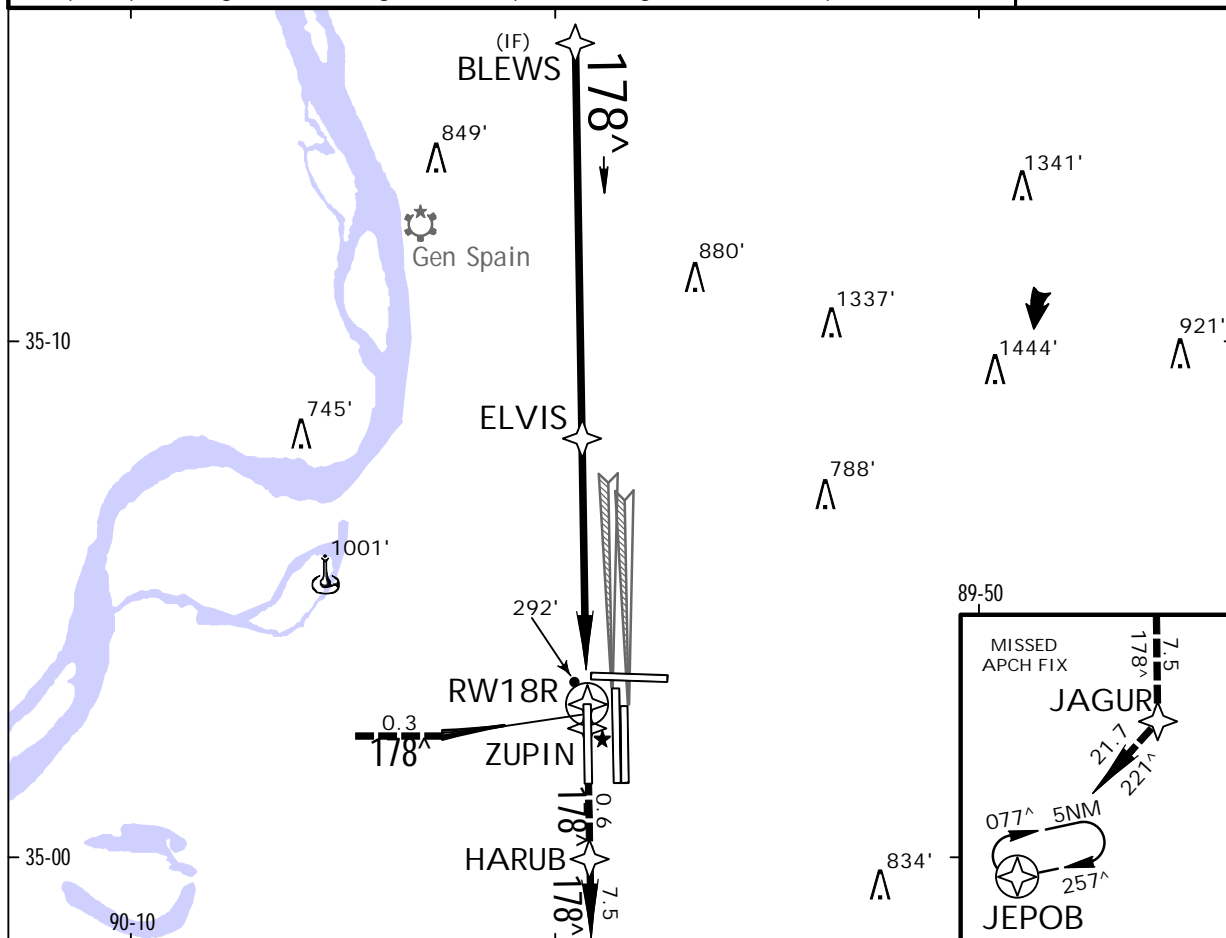 (IF)
BLEWS
178^
849'
1341'
Gen Spain
880'
1337'
35-10
1444'
921'
745'
ELVIS
788'
1001'
89-50
292'
MISSED
APCH FIX
7.5
178^
RW18R
JAGUR
0.3
178^
ZUPIN
21.7
221^
178^
0.6
077^
5NM
35-00
HARUB
834'
257^
178^
7.5
90-10
JEPOB